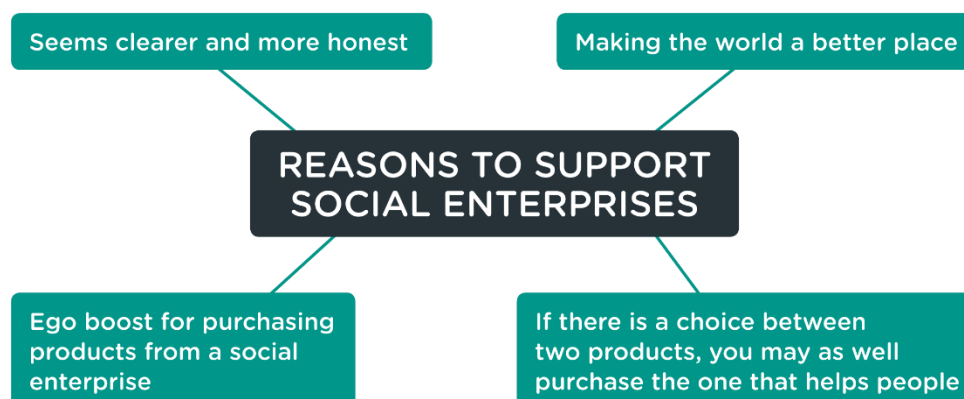 Seems clearer and more honest
Making the world a better place
REASONS TO SUPPORT
SOCIAL ENTERPRISES
Ego boost for purchasing
products from a social
enterprise
If there is a choice between
two products, you may as well
purchase the one that helps people